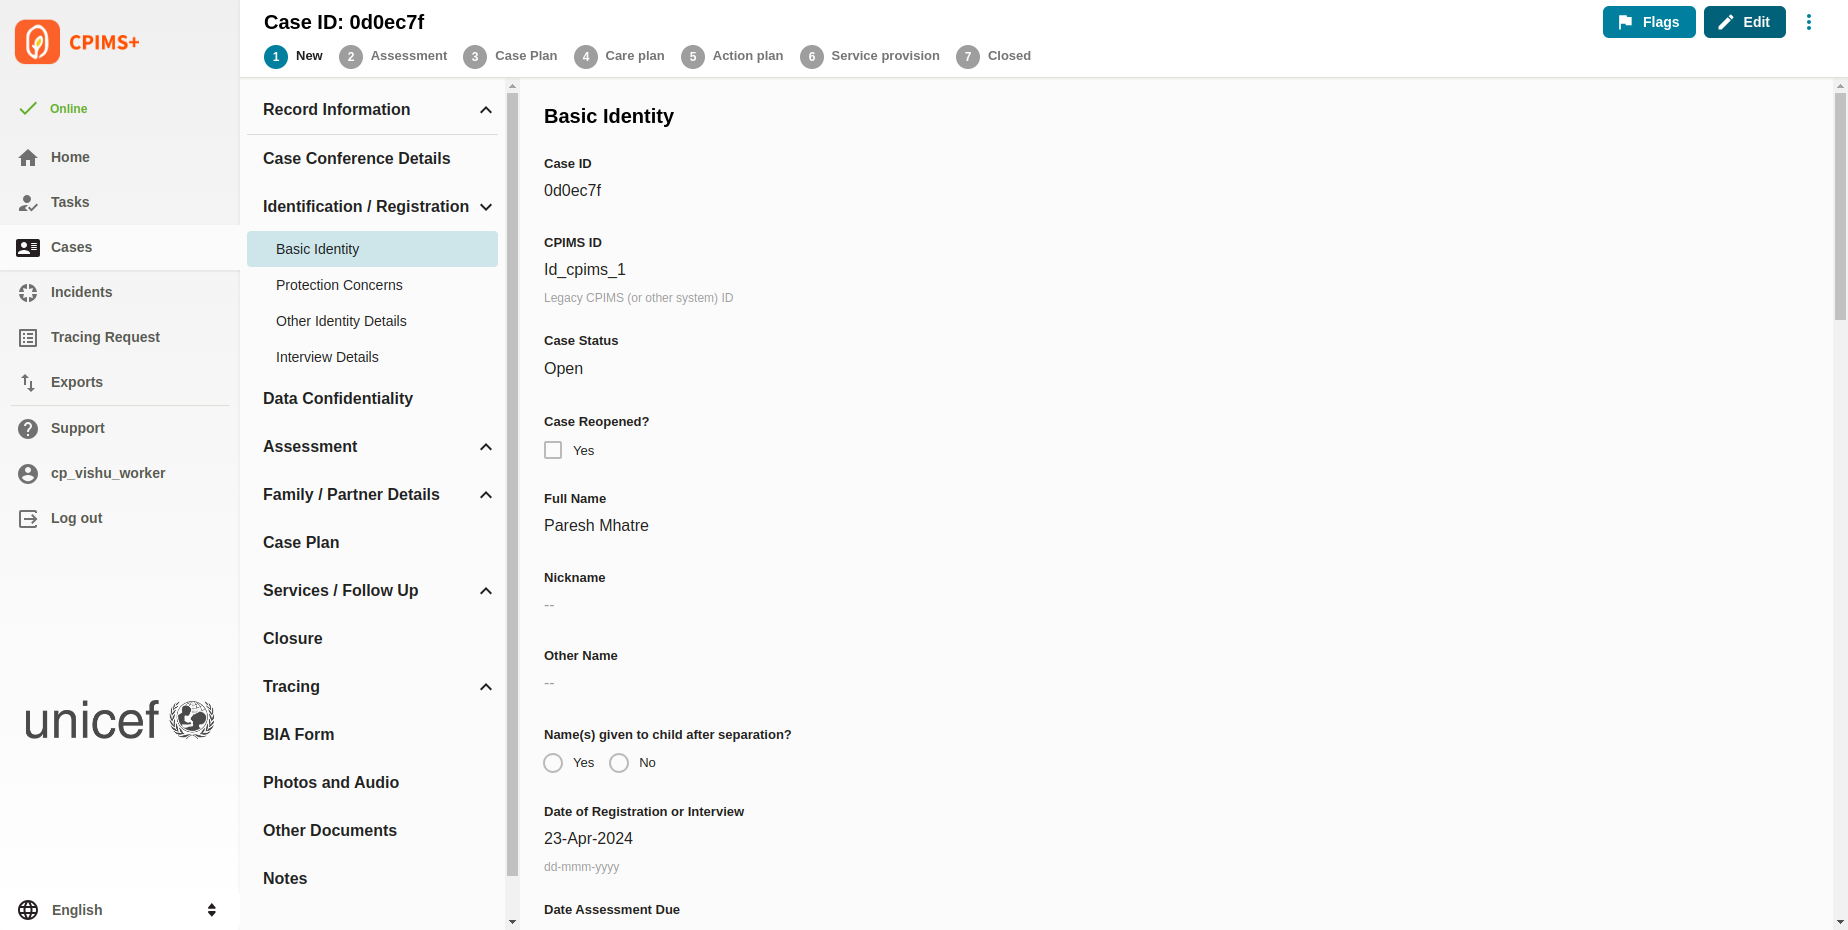 CPIMS+
Online
Home
Tasks
Cases
Incidents
Tracing Request
Exports
Support
cp_vishu_worker
Log out
unicef
English
Case ID: 0d0ec7f
Flags
Edit
1 New 2 Assessment 3 Case Plan 4 Care plan 5 Action plan 6 Service provision 7 Closed
Record Information
Case Conference Details
Identification / Registration
Basic Identity
Protection Concerns
Other Identity Details
Interview Details
Data Confidentiality
Assessment
Family / Partner Details
Case Plan
Services / Follow Up
Closure
Tracing
BIA Form
Photos and Audio
Other Documents
Notes
Basic Identity
Case ID
0d0ec7f
CPIMS ID
Id_cpims_1
Legacy CPIMS (or other system) ID
Case Status
Open
Case Reopened?
Yes
Full Name
Paresh Mhatre
Nickname
--
Other Name
--
Name(s) given to child after separation?
Yes No
Date of Registration or Interview
23-Apr-2024
dd-mmm-yyyy
Date Assessment Due